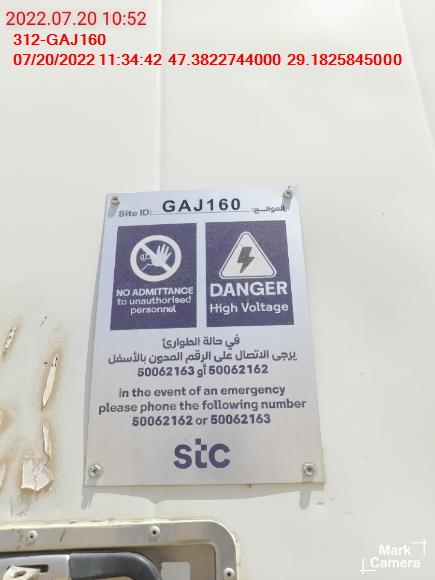 2022.07.20 10:52
312-GAJ160
07/20/2022 11:34:42 47.3822744000 29.1825845000
Site ID: GAJ160 الموقع:
NO ADMITTANCE
to unauthorised
personnel
DANGER
High Voltage
في حالة الطوارئ
يرجى الاتصال على الرقم المدون بالأسفل
50062162 أو 50062163
In the event of an emergency
please phone the following number
50062162 or 50062163
stc
Mark
Camera